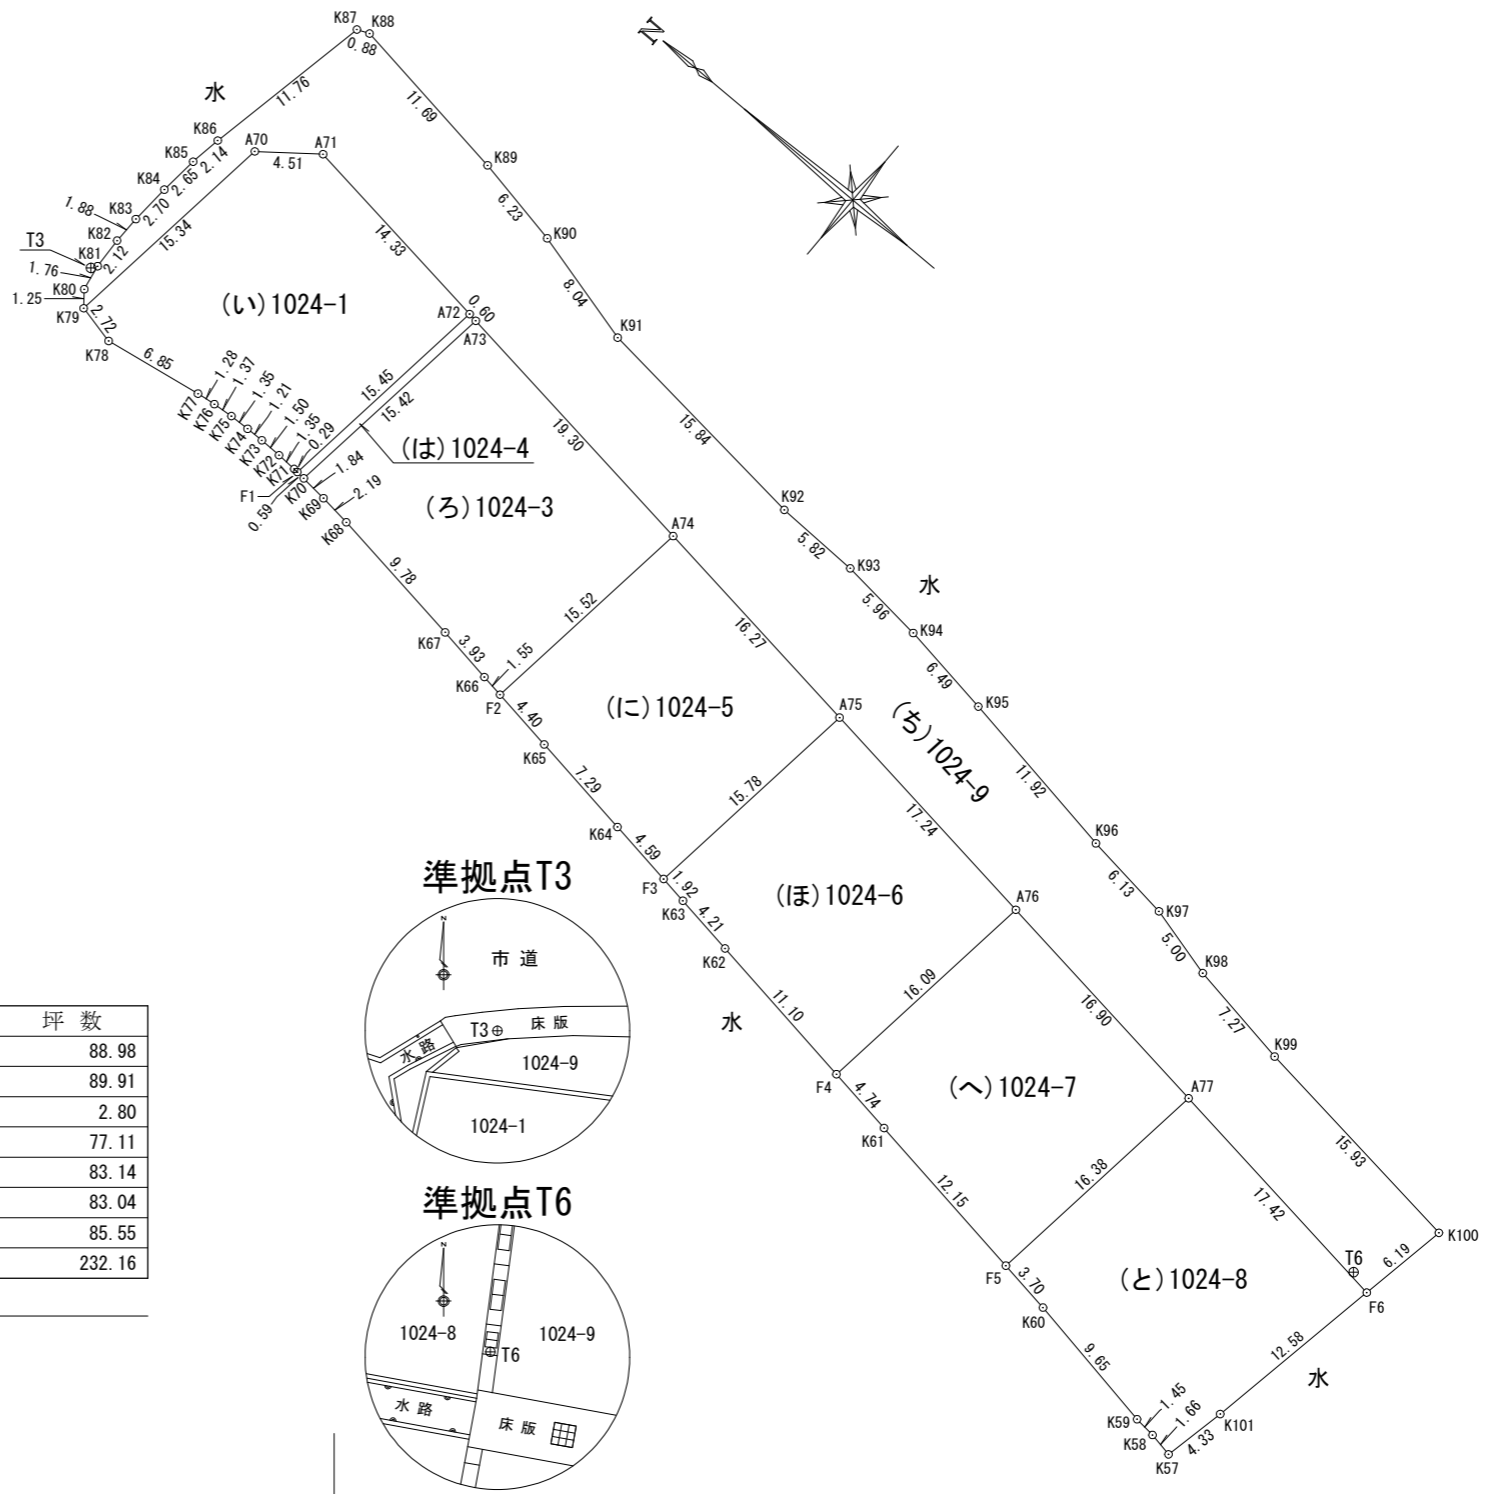 K87
K88
0.88
水
11.76
11.69
K86
A70
A71
4.51
K85
2.14
K84
2.65
K83
2.70
1.88
K82
15.34
T3
K81
2.12
1.76
K80
1.25
K79
2.72
K78
(い)1024-1
14.33
K89
6.23
K90
8.04
K91
N
A72
0.60
A73
6.85
K77
1.28
K76
1.37
K75
1.35
K74
1.21
K73
1.50
K72
1.35
K71
0.29
15.45
15.42
(は)1024-4
F1
0.59
K70
1.84
K69
2.19
K68
(ろ)1024-3
19.30
15.84
K92
5.82
K93
水
5.96
K94
A74
9.78
15.52
K67
3.93
1.55
K66
F2
16.27
6.49
K95
(に)1024-5
4.40
K65
A75
(ち)1024-9
7.29
15.78
11.92
K64
4.59
17.24
K96
F3
1.92
K63
(ほ)1024-6
6.13
K97
4.21
K62
A76
5.00
K98
水
11.10
16.09
7.27
16.90
K99
F4
4.74
(へ)1024-7
A77
K61
15.93
12.15
16.38
17.42
K100
F5
3.70
(と)1024-8
T6
6.19
K60
F6
9.65
12.58
水
K59
1.45
K58
1.66
K101
4.33
K57
準拠点T3
N
市道
T3
床版
水路
1024-9
1024-1
準拠点T6
N
1024-8
1024-9
T6
水路
床版
坪数
88.98
89.91
2.80
77.11
83.14
83.04
85.55
232.16